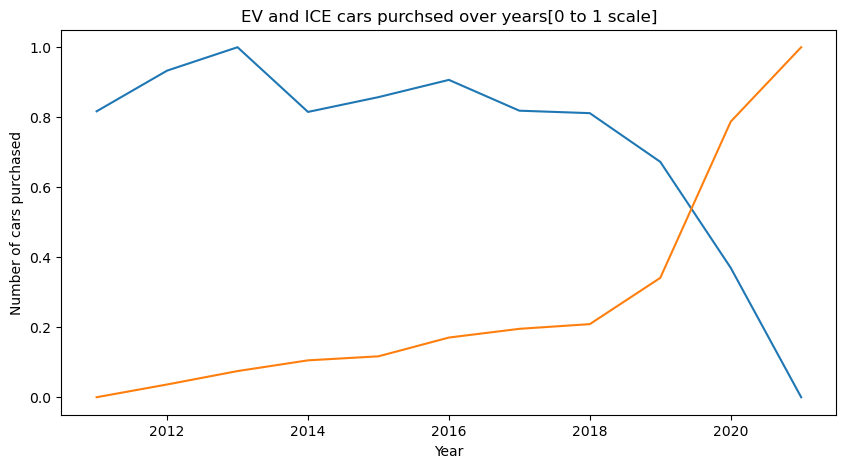 EV and ICE cars purchsed over years[0 to 1 scale]
Number of cars purchased
1.0
0.8
0.6
0.4
0.2
0.0
2012 2014 2016 2018 2020
Year